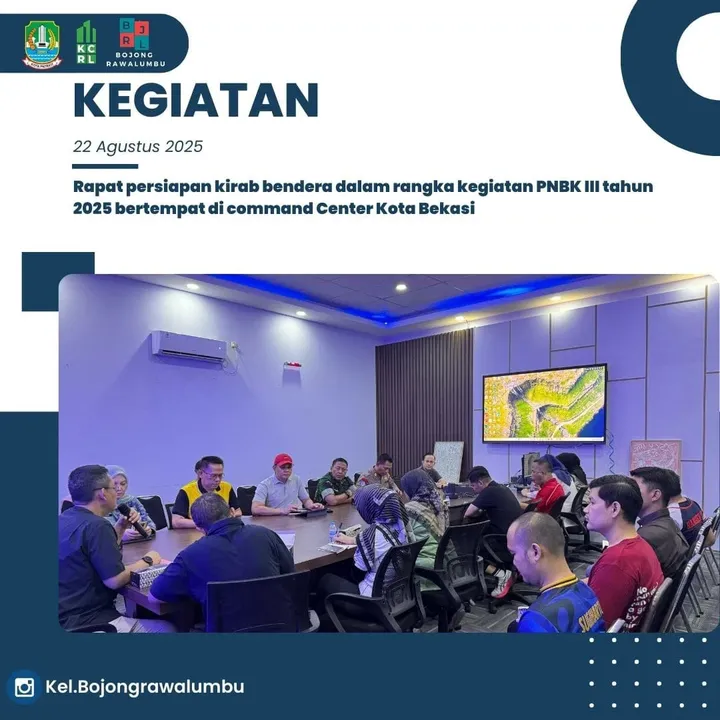 KCRL
BJRL
BOJONG
RAWALUMBU
KEGIATAN
22 Agustus 2025
Rapat persiapan kirab bendera dalam rangka kegiatan PNBK III tahun
2025 bertempat di command Center Kota Bekasi
Kel.Bojongrawalumbu